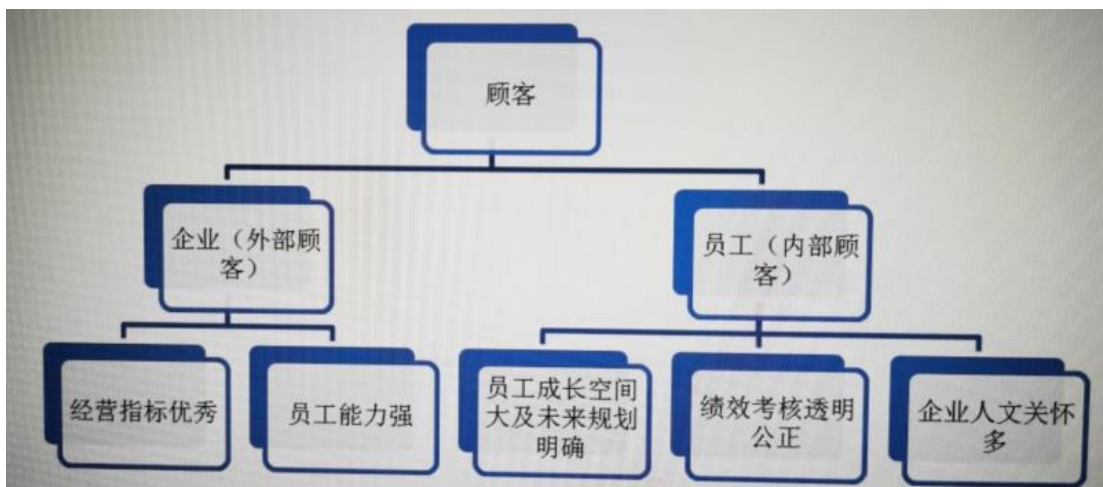 顾客
企业（外部顾
客）
员工（内部顾
客）
经营指标优秀
员工能力强
员工成长空间
大及未来规划
明确
绩效考核透明
公正
企业人文关怀
多